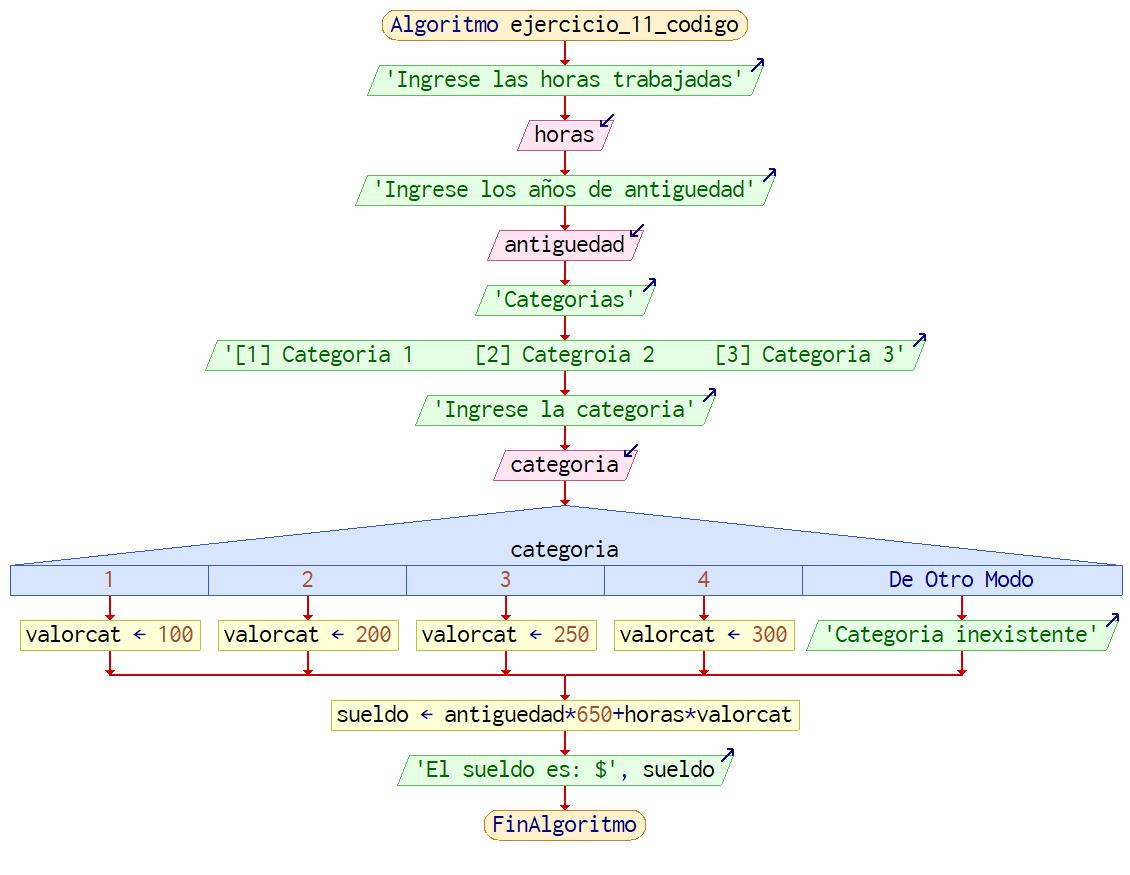 Algoritmo ejercicio_11_codigo
'Ingrese las horas trabajadas'
horas
'Ingrese los años de antiguedad'
antiguedad
'Categorias'
'[1] Categoria 1     [2] Categroia 2     [3] Categoria 3'
'Ingrese la categoria'
categoria
categoria
1 2 3 4 De Otro Modo
valorcat ← 100 valorcat ← 200 valorcat ← 250 valorcat ← 300 'Categoria inexistente'
sueldo ← antiguedad*650+horas*valorcat
'El sueldo es: $', sueldo
FinAlgoritmo